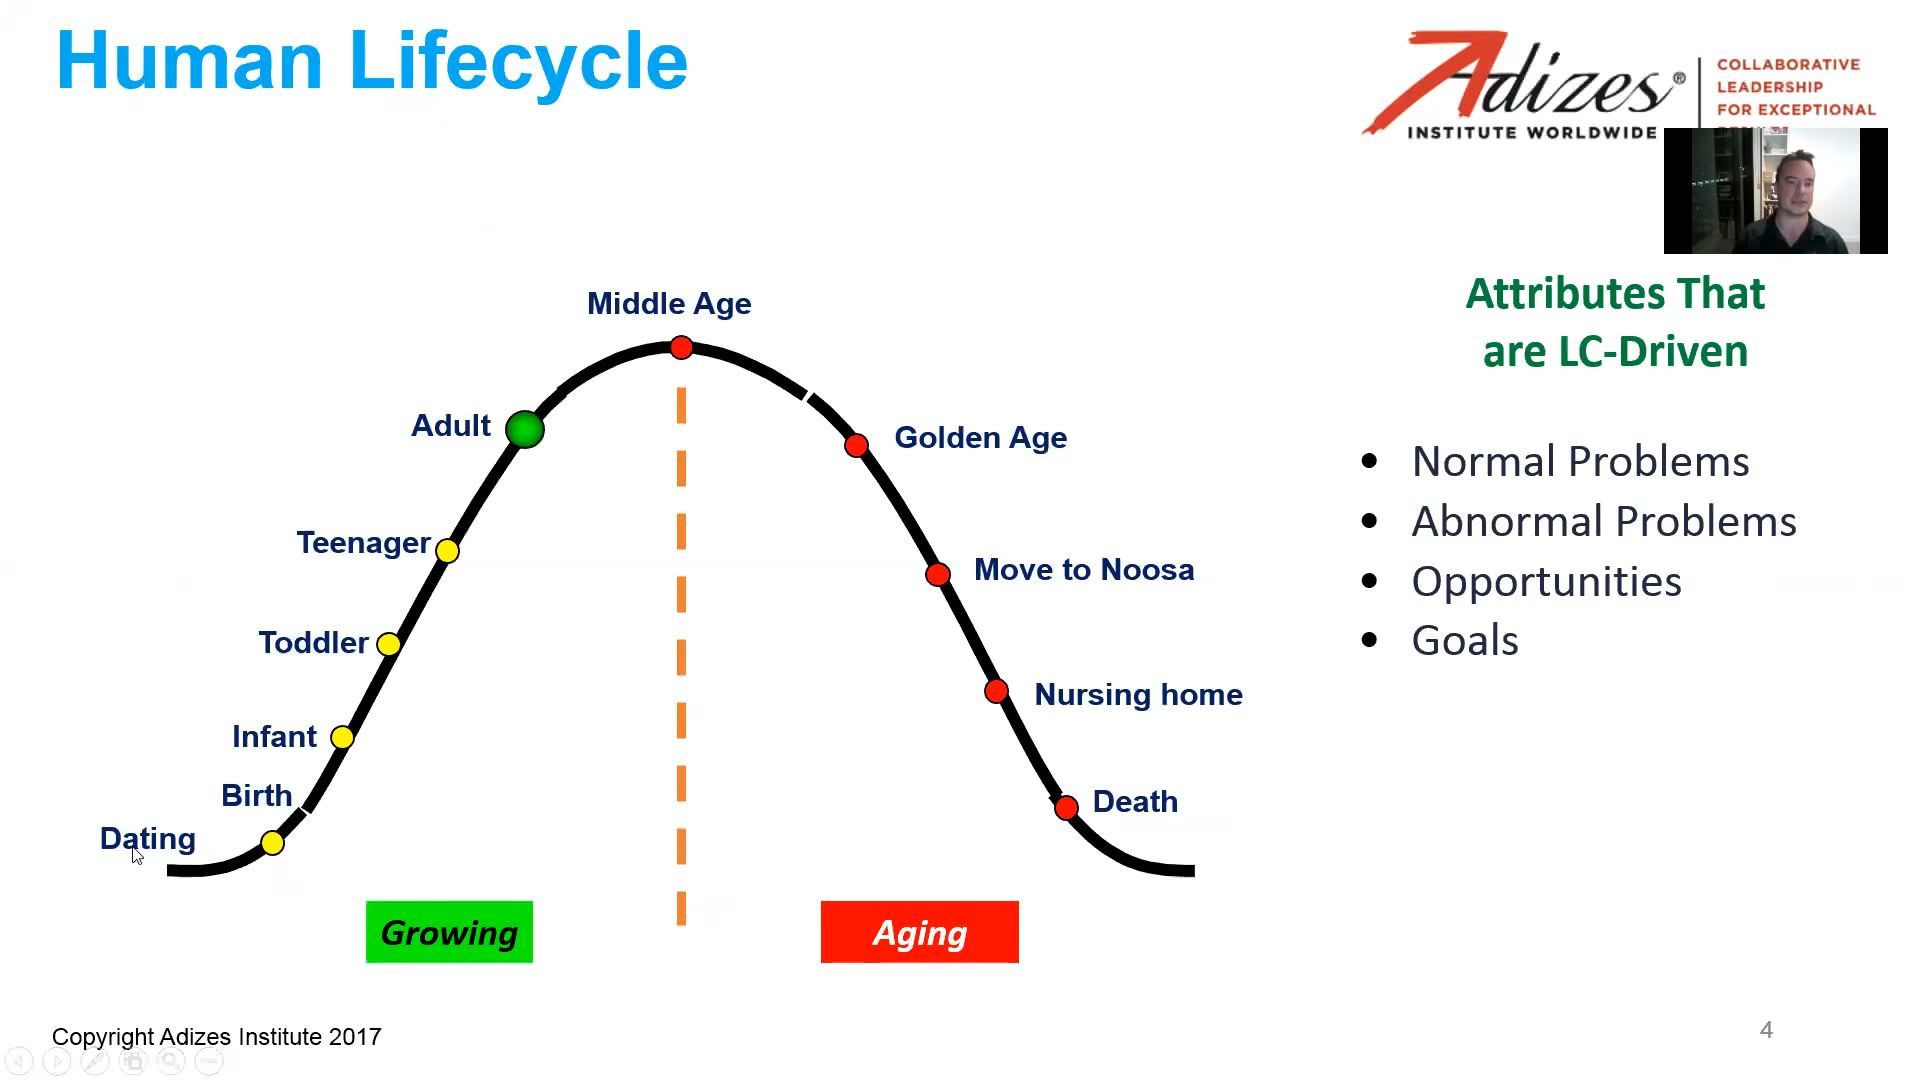 Human Lifecycle
Adizes®
INSTITUTE WORLDWIDE
COLLABORATIVE
LEADERSHIP
FOR EXCEPTIONAL
Middle Age
Adult
Teenager
Toddler
Infant
Birth
Dating
Golden Age
Move to Noosa
Nursing home
Death
Growing
Aging
Attributes That
are LC-Driven
• Normal Problems
• Abnormal Problems
• Opportunities
• Goals
Copyright Adizes Institute 2017
4